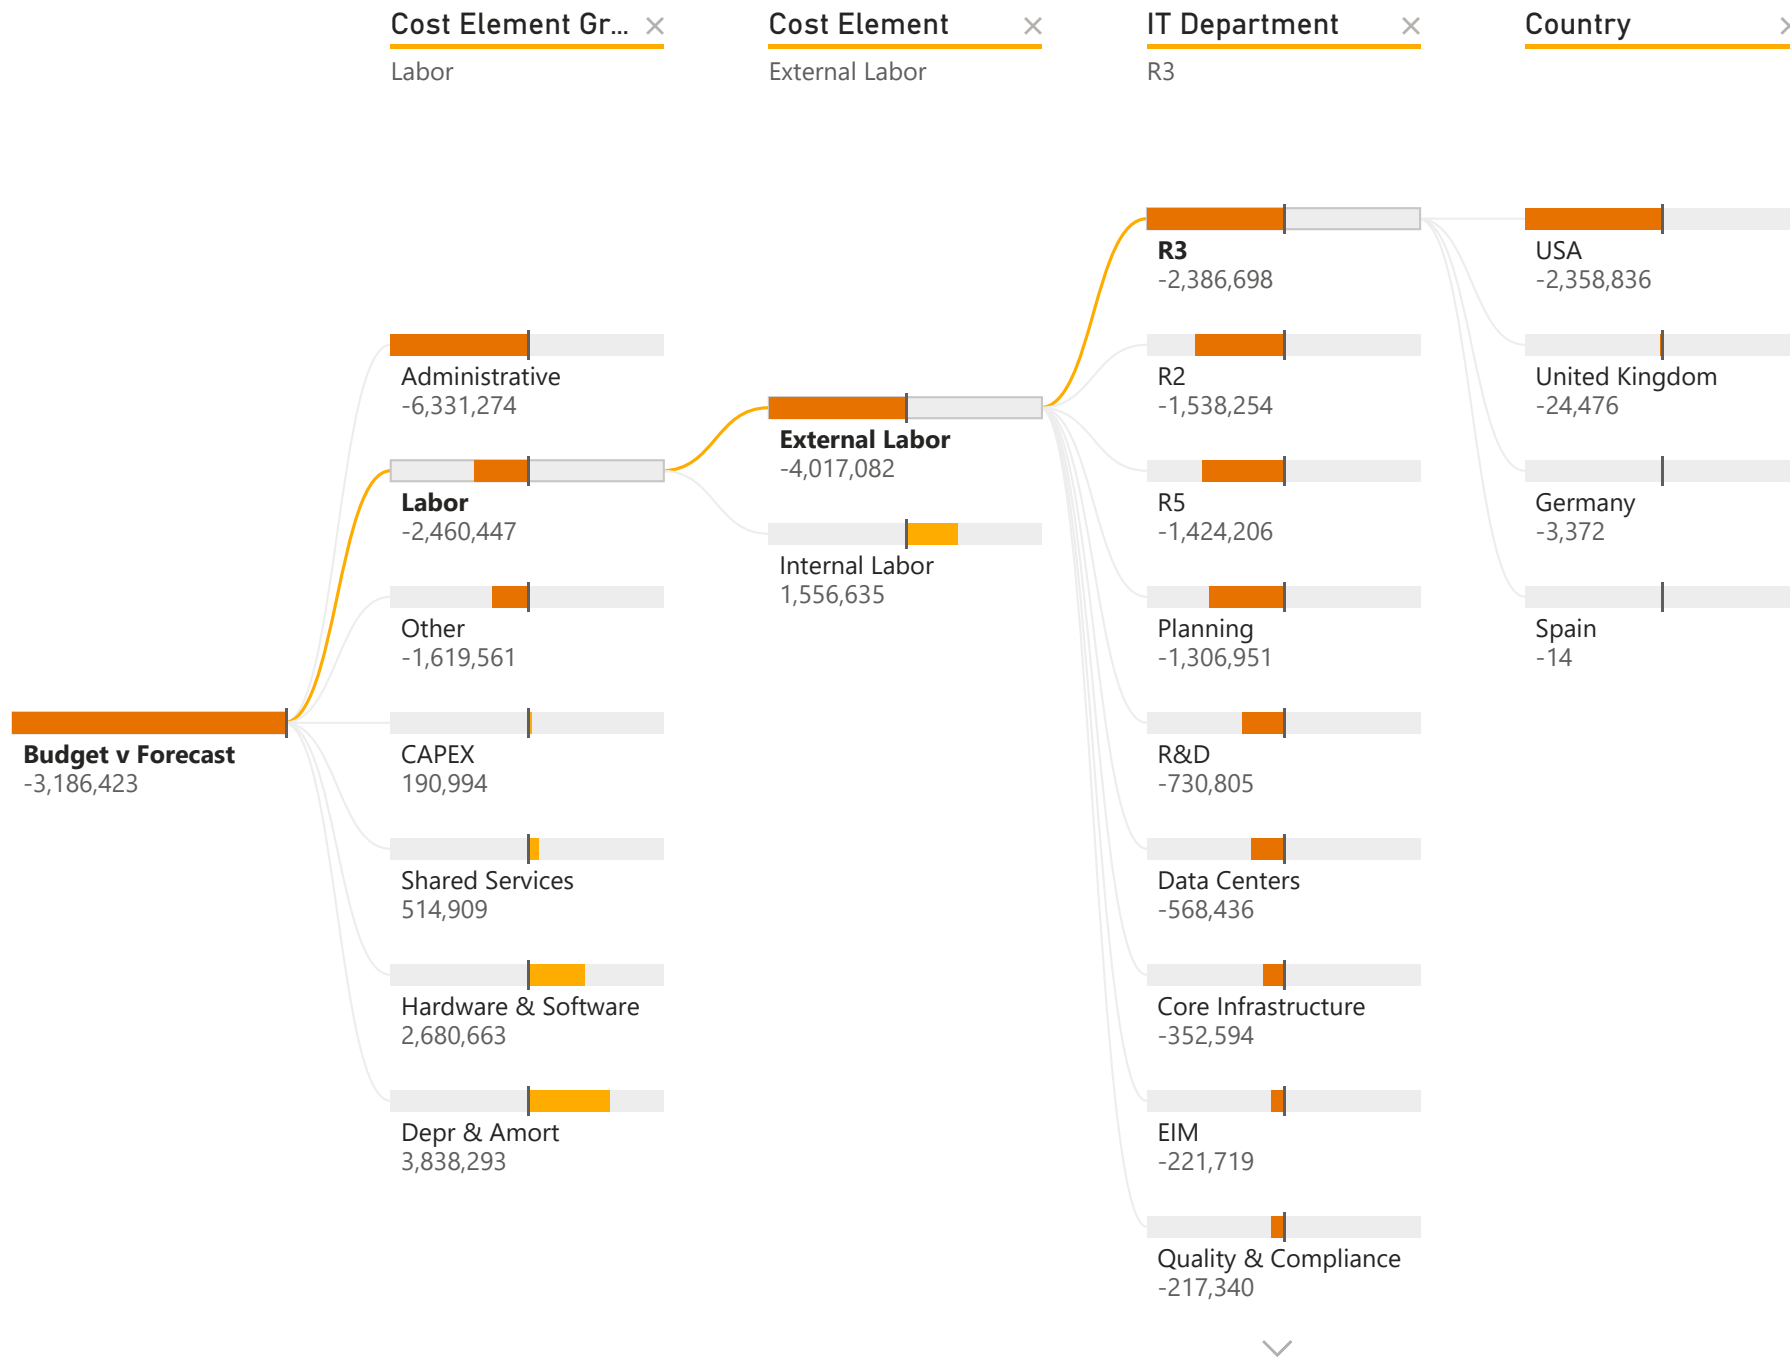 Cost Element Gr...
Labor
Cost Element
External Labor
IT Department
R3
Country
Budget v Forecast
-3,186,423
Administrative
-6,331,274
Labor
-2,460,447
Other
-1,619,561
CAPEX
190,994
Shared Services
514,909
Hardware & Software
2,680,663
Depr & Amort
3,838,293
External Labor
-4,017,082
Internal Labor
1,556,635
R3
-2,386,698
R2
-1,538,254
R5
-1,424,206
Planning
-1,306,951
R&D
-730,805
Data Centers
-568,436
Core Infrastructure
-352,594
EIM
-221,719
Quality & Compliance
-217,340
USA
-2,358,836
United Kingdom
-24,476
Germany
-3,372
Spain
-14